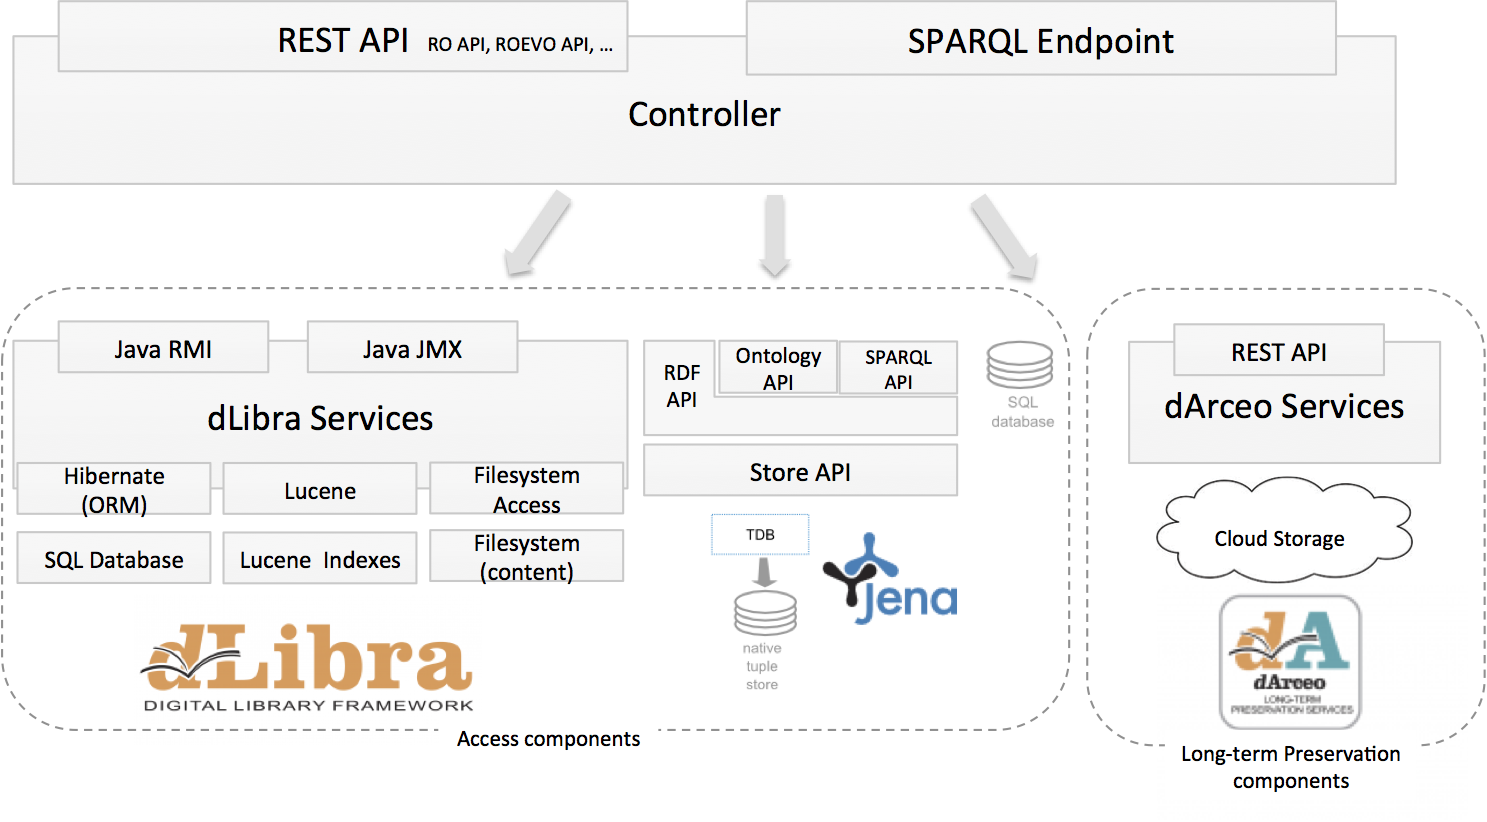 REST API RO API, ROEVO API, ...
SPARQL Endpoint
Controller
Java RMI
Java JMX
dLibra Services
Hibernate
(ORM)
Lucene
Filesystem
Access
SQL Database
Lucene Indexes
Filesystem
(content)
dLibra
DIGITAL LIBRARY FRAMEWORK
RDF
API
Ontology
API
SPARQL
API
Store API
TDB
native
tuple
store
Jena
SQL
database
Access components
REST API
dArceo Services
Cloud Storage
dA
dArceo
LONG-TERM
PRESERVATION SERVICES
Long-term Preservation
components